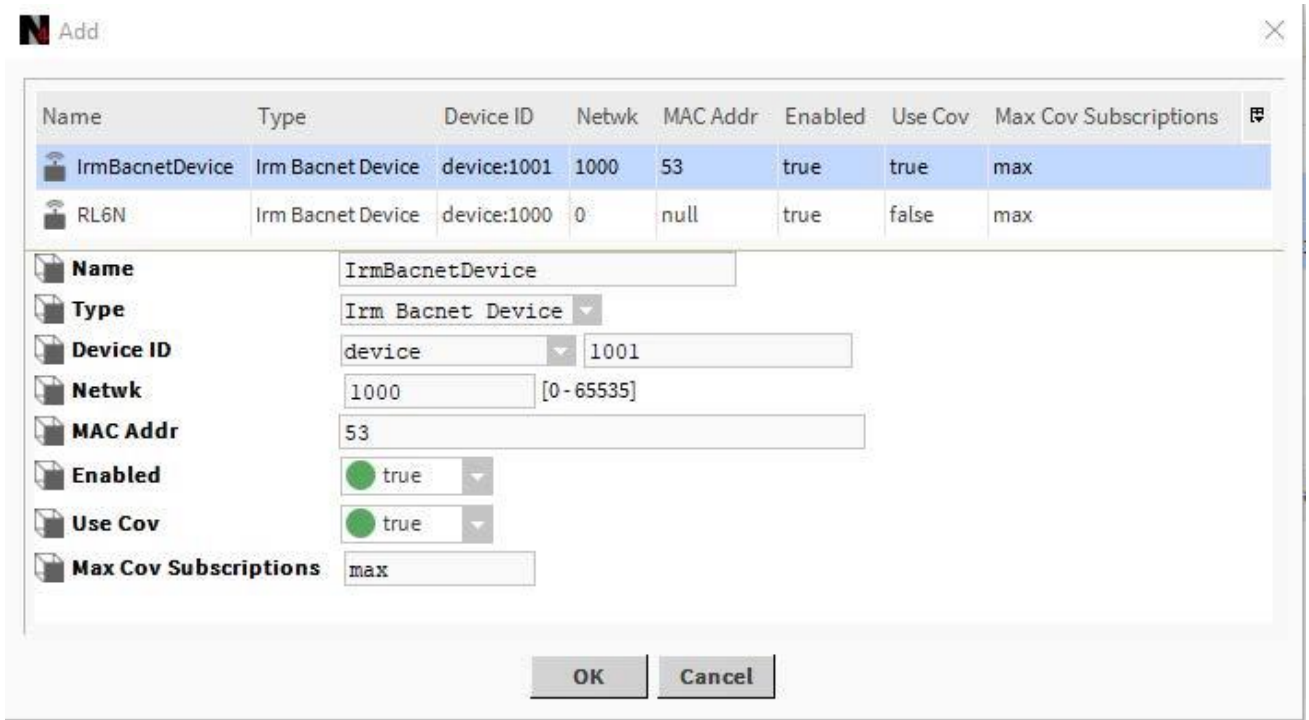 N4 Add
Name Type Device ID Netwk MAC Addr Enabled Use Cov Max Cov Subscriptions
IrmBacnetDevice Irm Bacnet Device device:1001 1000 53 true true max
RL6N Irm Bacnet Device device:1000 0 null true false max
Name IrmBacnetDevice
Type Irm Bacnet Device
Device ID device 1001
Netwk 1000 [0 - 65535]
MAC Addr 53
Enabled true
Use Cov true
Max Cov Subscriptions max
OK Cancel